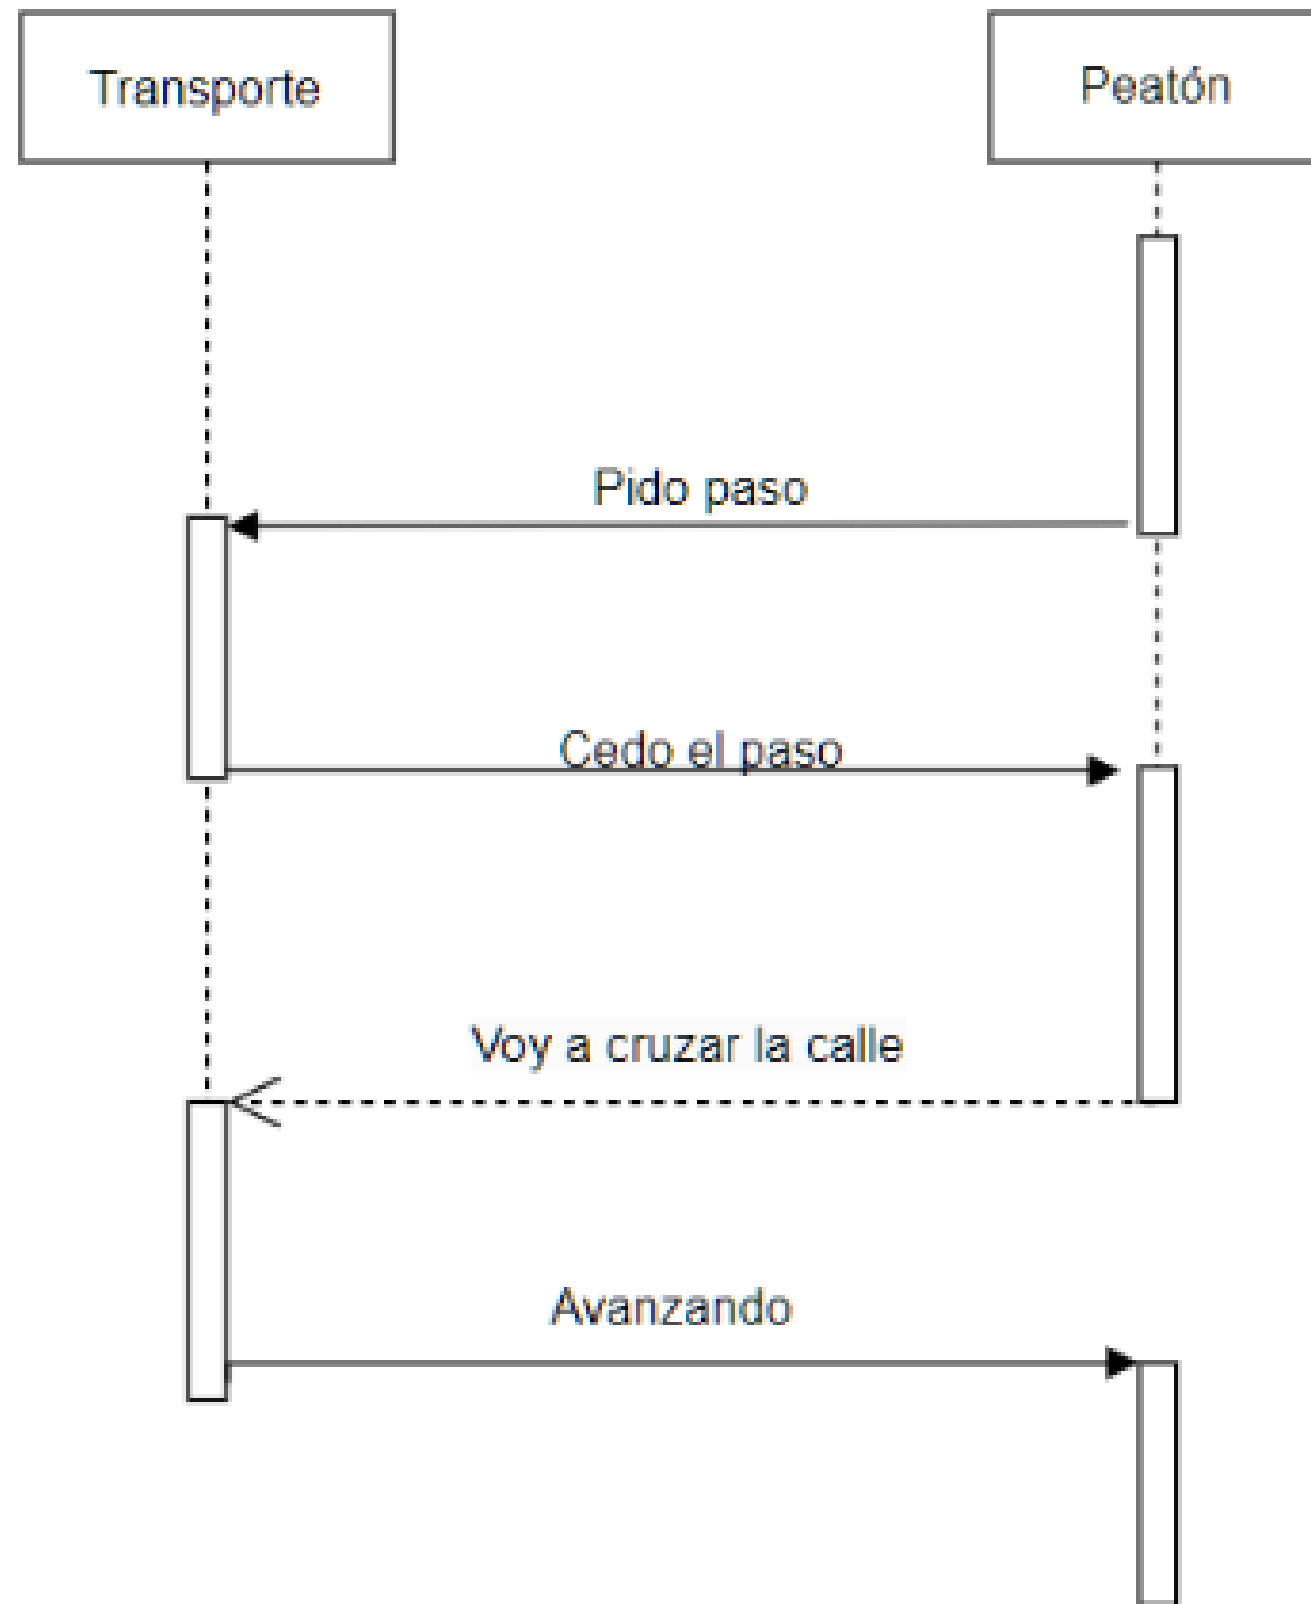 Transporte
Peatón
Pido paso
Cedo el paso
Voy a cruzar la calle
Avanzando